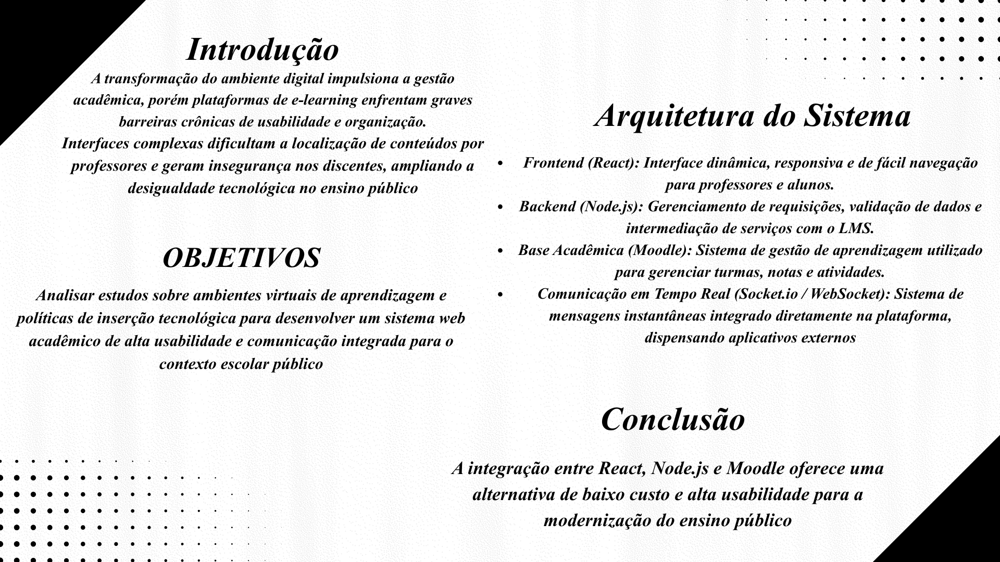 Introdução
A transformação do ambiente digital impulsiona a gestão
acadêmica, porém plataformas de e-learning enfrentam graves
barreiras crônicas de usabilidade e organização.
Interfaces complexas dificultam a localização de conteúdos por
professores e geram insegurança nos discentes, ampliando a
desigualdade tecnológica no ensino público
OBJETIVOS
Analisar estudos sobre ambientes virtuais de aprendizagem e
políticas de inserção tecnológica para desenvolver um sistema web
acadêmico de alta usabilidade e comunicação integrada para o
contexto escolar público
Arquitetura do Sistema
• Frontend (React): Interface dinâmica, responsiva e de fácil navegação
para professores e alunos.
• Backend (Node.js): Gerenciamento de requisições, validação de dados e
intermediação de serviços com o LMS.
• Base Acadêmica (Moodle): Sistema de gestão de aprendizagem utilizado
para gerenciar turmas, notas e atividades.
• Comunicação em Tempo Real (Socket.io / WebSocket): Sistema de
mensagens instantâneas integrado diretamente na plataforma,
dispensando aplicativos externos
Conclusão
A integração entre React, Node.js e Moodle oferece uma
alternativa de baixo custo e alta usabilidade para a
modernização do ensino público